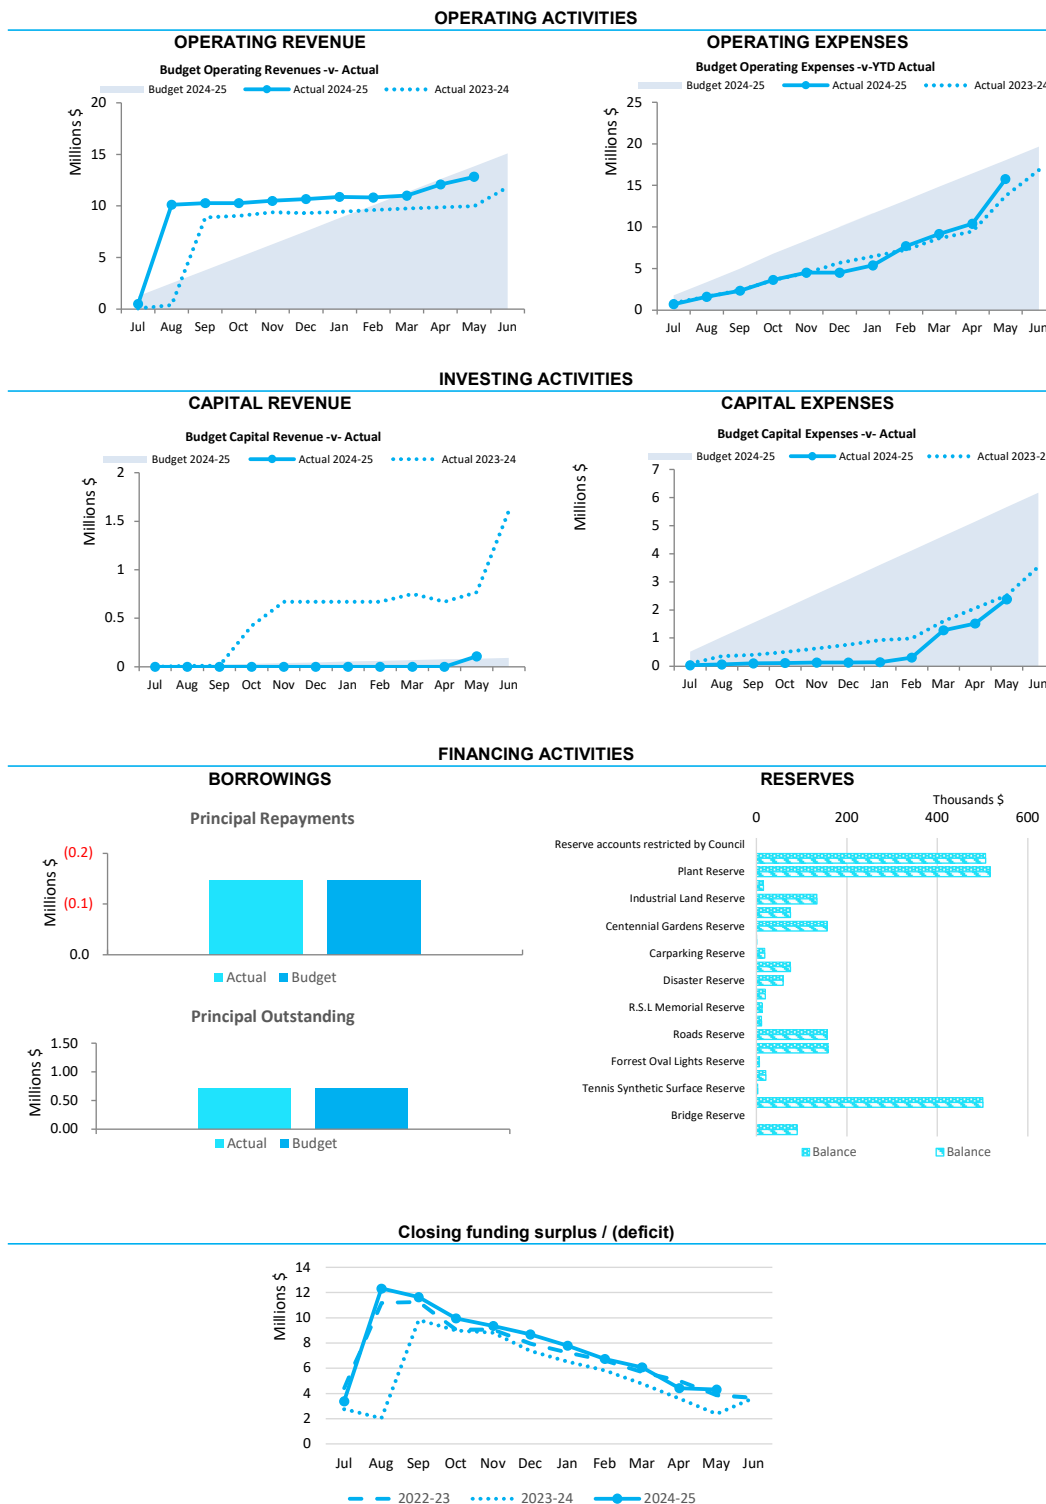 OPERATING ACTIVITIES
OPERATING REVENUE
Budget Operating Revenues -v- Actual
Budget 2024-25 Actual 2024-25 Actual 2023-24
Millions $
20
15
10
5
0
Jul Aug Sep Oct Nov Dec Jan Feb Mar Apr May Jun
OPERATING EXPENSES
Budget Operating Expenses -v-YTD Actual
Budget 2024-25 Actual 2024-25 Actual 2023-24
Millions $
25
20
15
10
5
0
Jul Aug Sep Oct Nov Dec Jan Feb Mar Apr May Jun
INVESTING ACTIVITIES
CAPITAL REVENUE
Budget Capital Revenue -v- Actual
Budget 2024-25 Actual 2024-25 Actual 2023-24
Millions $
2
1.5
1
0.5
0
Jul Aug Sep Oct Nov Dec Jan Feb Mar Apr May Jun
CAPITAL EXPENSES
Budget Capital Expenses -v- Actual
Budget 2024-25 Actual 2024-25 Actual 2023-2
Millions $
7
6
5
4
3
2
1
0
Jul Aug Sep Oct Nov Dec Jan Feb Mar Apr May Jun
FINANCING ACTIVITIES
BORROWINGS
Principal Repayments
Millions $
(0.2)
(0.1)
0.0
Actual Budget
Principal Outstanding
Millions $
1.50
1.00
0.50
0.00
Actual Budget
RESERVES
Thousands $
0 200 400 600
Reserve accounts restricted by Council
Plant Reserve
Industrial Land Reserve
Centennial Gardens Reserve
Carparking Reserve
Disaster Reserve
R.S.L Memorial Reserve
Roads Reserve
Forrest Oval Lights Reserve
Tennis Synthetic Surface Reserve
Bridge Reserve
Balance Balance
Closing funding surplus / (deficit)
Millions $
14
12
10
8
6
4
2
0
Jul Aug Sep Oct Nov Dec Jan Feb Mar Apr May Jun
2022-23 2023-24 2024-25